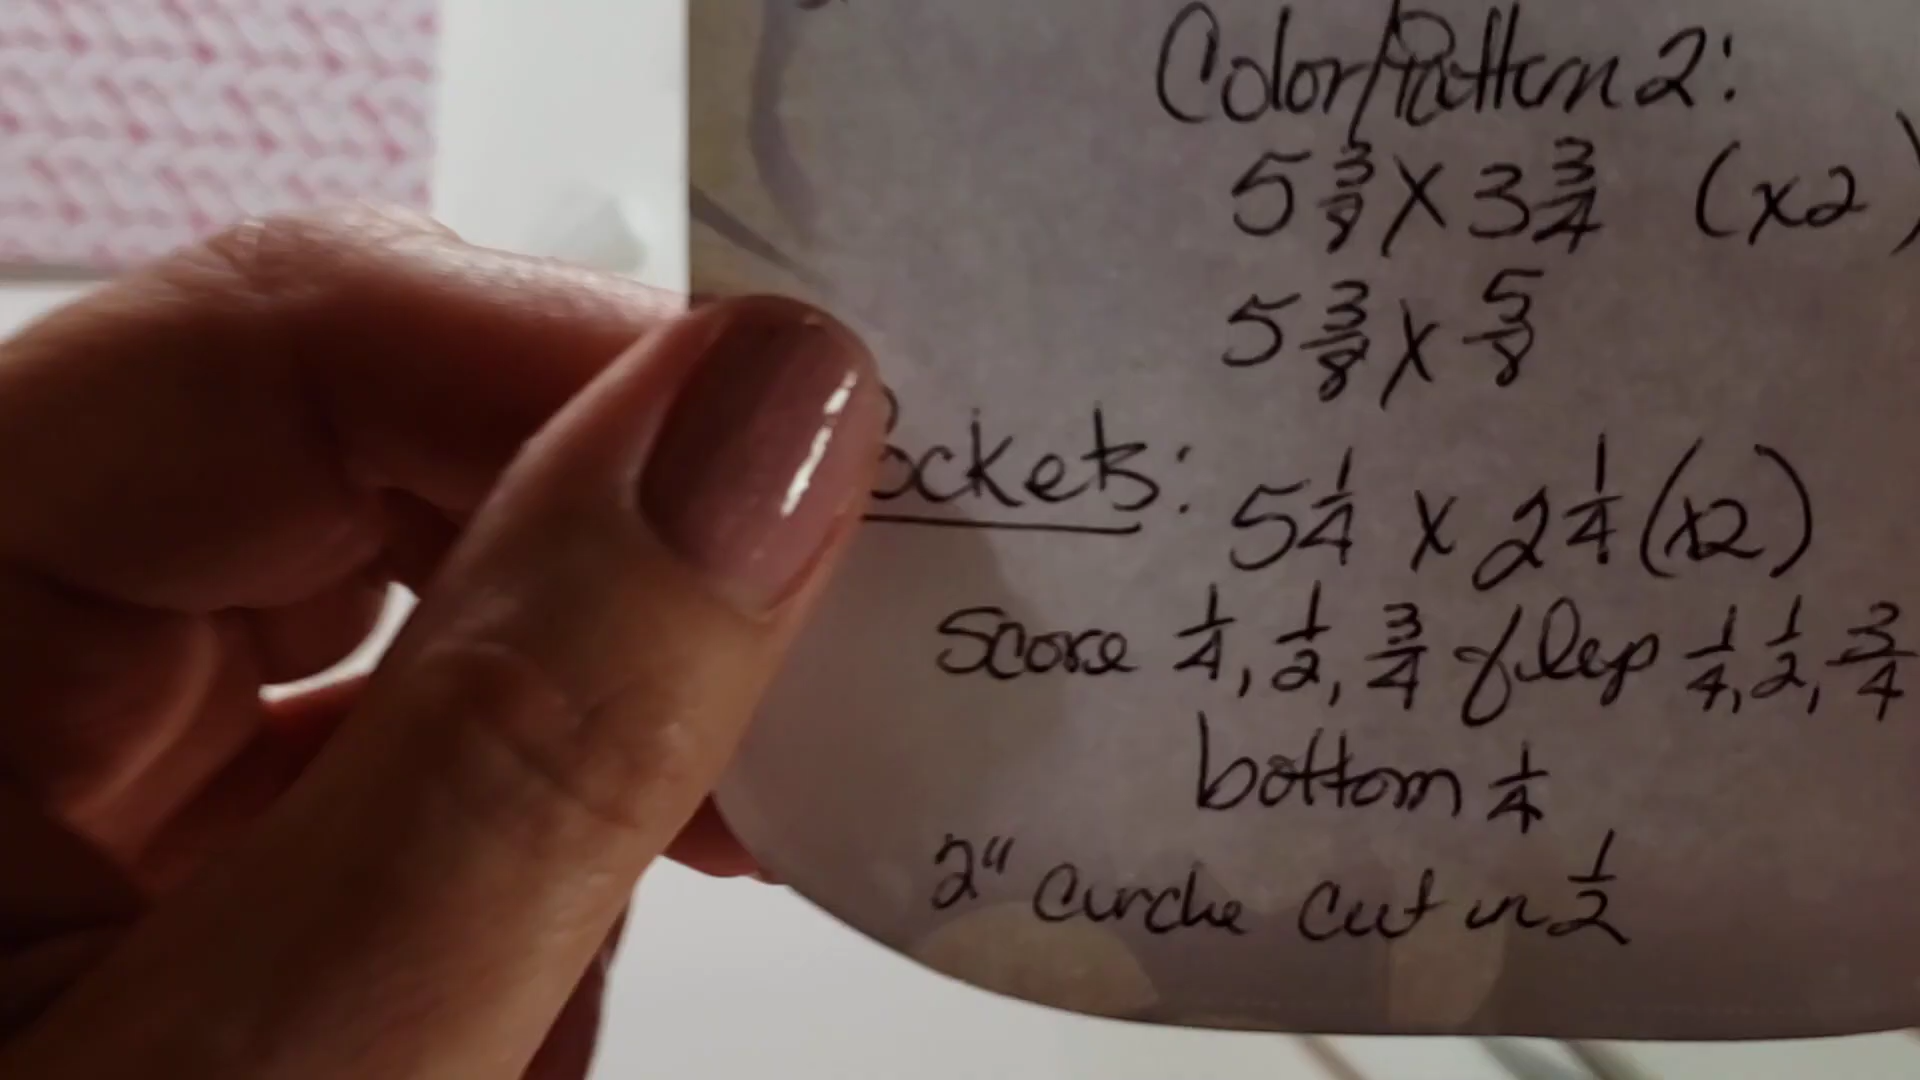 Color/Pattern 2:
5 3/8 X 3 3/4 (x2)
5 3/8 X 5/8
Pockets: 5 1/4 x 2 1/4 (x2)
Score 1/4, 1/2, 3/4 flip 1/4, 1/2, 3/4
bottom 1/4
2" Circle cut in 1/2